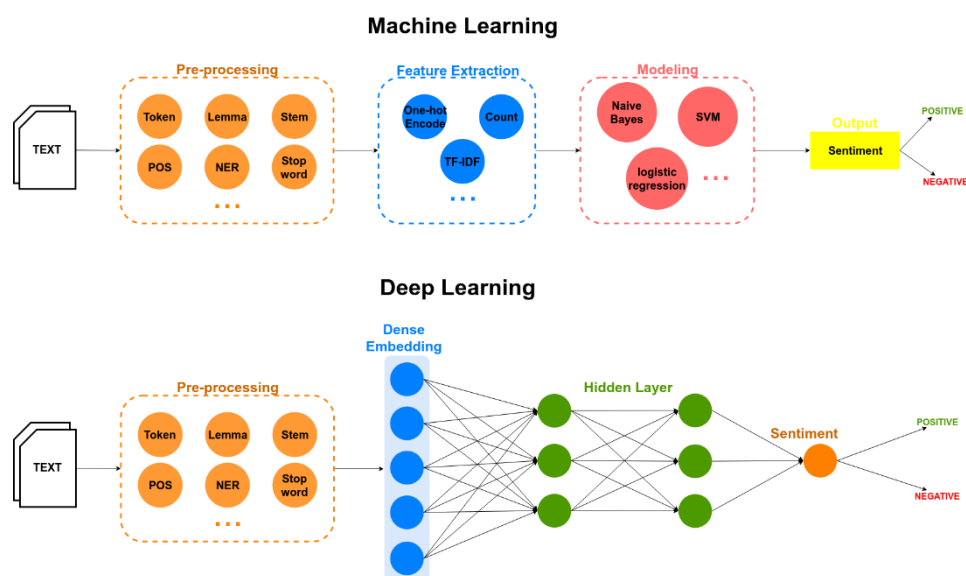 Machine Learning
Pre-processing
Feature Extraction
Modeling
TEXT
Token
Lemma
Stem
POS
NER
Stop
word
...
One-hot
Encode
Count
TF-IDF
...
Naive
Bayes
SVM
logistic
regression
...
Output
Sentiment
POSITIVE
NEGATIVE
Deep Learning
Pre-processing
TEXT
Token
Lemma
Stem
POS
NER
Stop
word
...
Dense
Embedding
Hidden Layer
Sentiment
POSITIVE
NEGATIVE